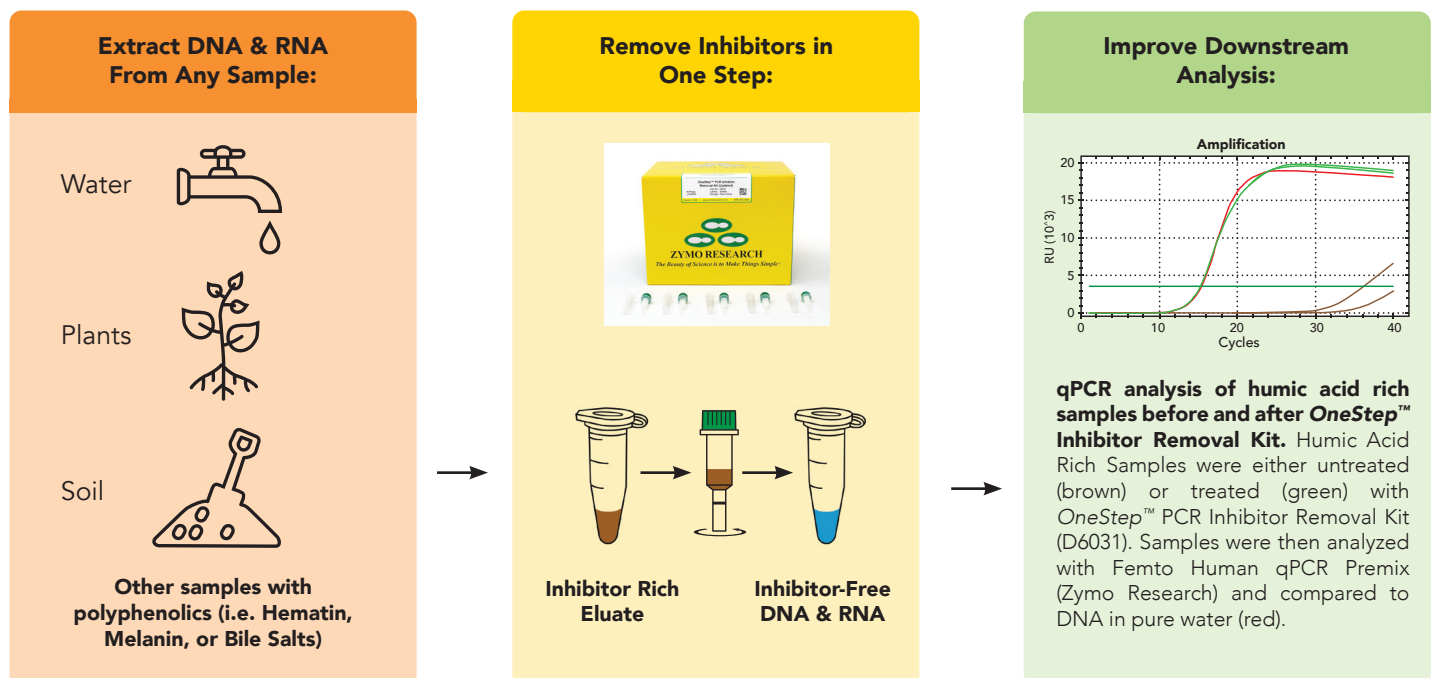 Extract DNA & RNA
From Any Sample:
Water
Plants
Soil
Other samples with
polyphenolics (i.e. Hematin,
Melanin, or Bile Salts)
Remove Inhibitors in
One Step:
OneStep™ PCR Inhibitor
ZYMO RESEARCH
The Beauty of Science is to Make Things Simple
Inhibitor Rich
Eluate
Inhibitor-Free
DNA & RNA
Improve Downstream
Analysis:
Amplification
RU (10^3)
20
15
10
5
0
0 10 20 30 40
Cycles
qPCR analysis of humic acid rich
samples before and after OneStep™
Inhibitor Removal Kit. Humic Acid
Rich Samples were either untreated
(brown) or treated (green) with
OneStep™ PCR Inhibitor Removal Kit
(D6031). Samples were then analyzed
with Femto Human qPCR Premix
(Zymo Research) and compared to
DNA in pure water (red).